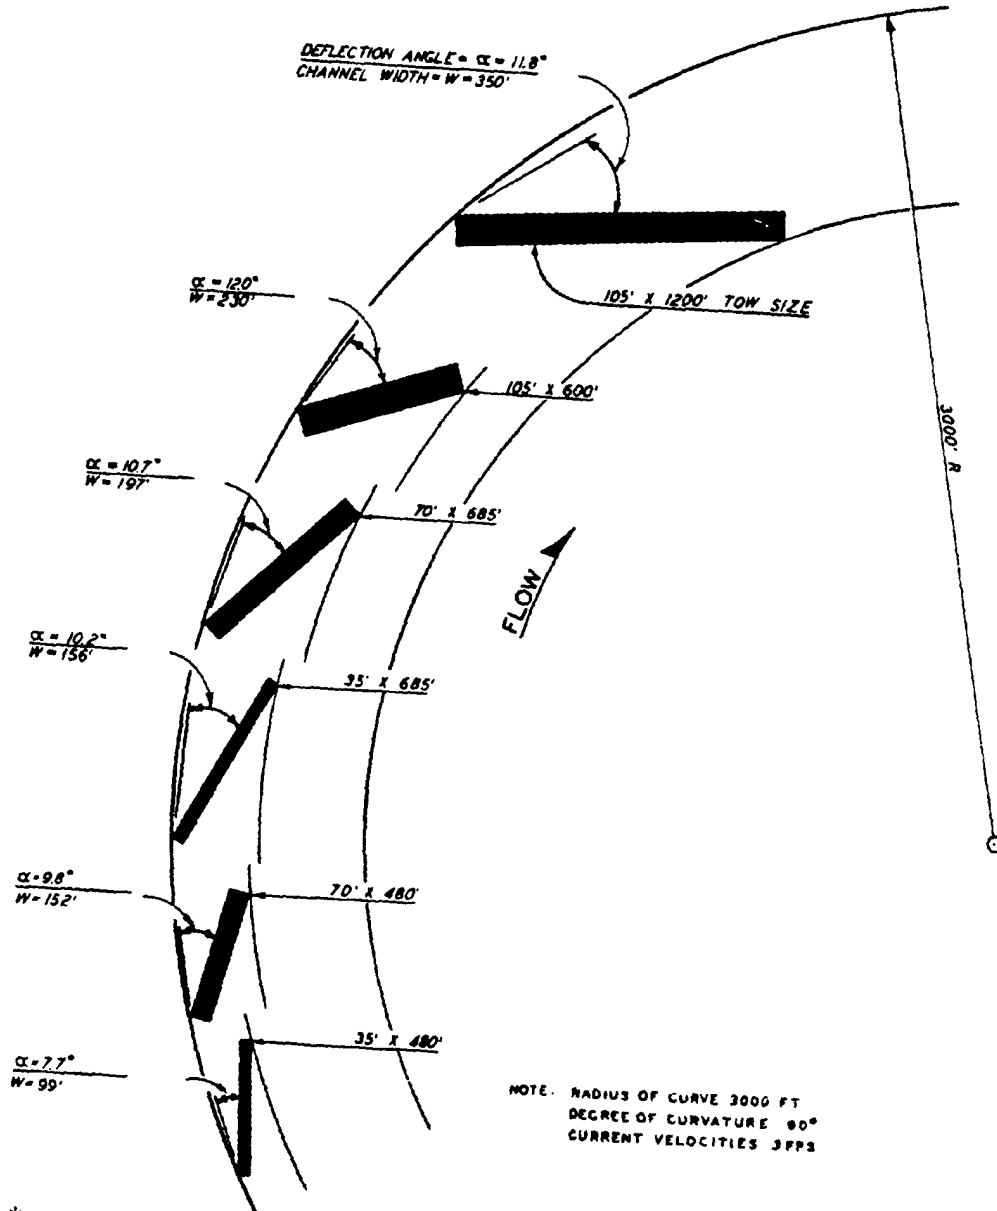 DEFLECTION ANGLE = α = 11.8°
CHANNEL WIDTH = W = 350'
105' X 1200' TOW SIZE
α = 12.0°
W = 230'
105' X 600'
3000' R
α = 10.7°
W = 197'
70' X 685'
FLOW
α = 10.2°
W = 156'
35' X 685'
α = 9.8°
W = 152'
70' X 480'
35' X 480'
α = 7.7°
W = 99'
NOTE. RADIUS OF CURVE 3000 FT
DEGREE OF CURVATURE 90°
CURRENT VELOCITIES 3 FPS
*